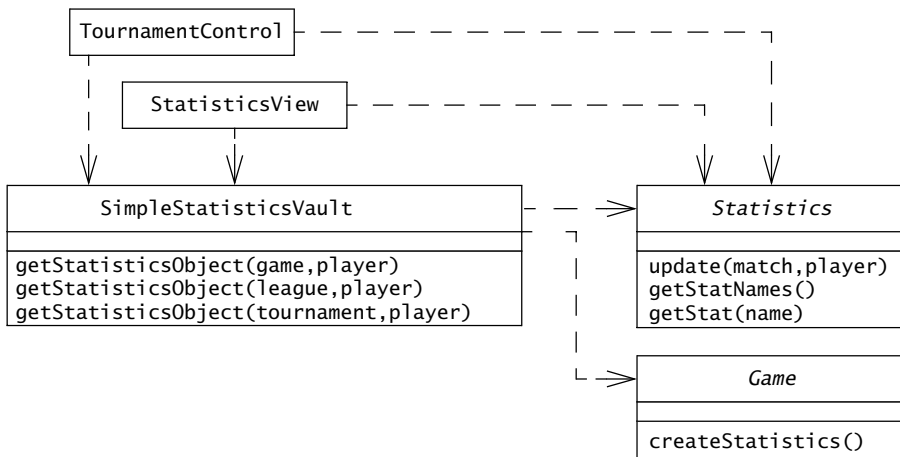 TournamentControl
StatisticsView
SimpleStatisticsVault
getStatisticsObject(game,player)
getStatisticsObject(league,player)
getStatisticsObject(tournament,player)
Statistics
update(match,player)
getStatNames()
getStat(name)
Game
createStatistics()